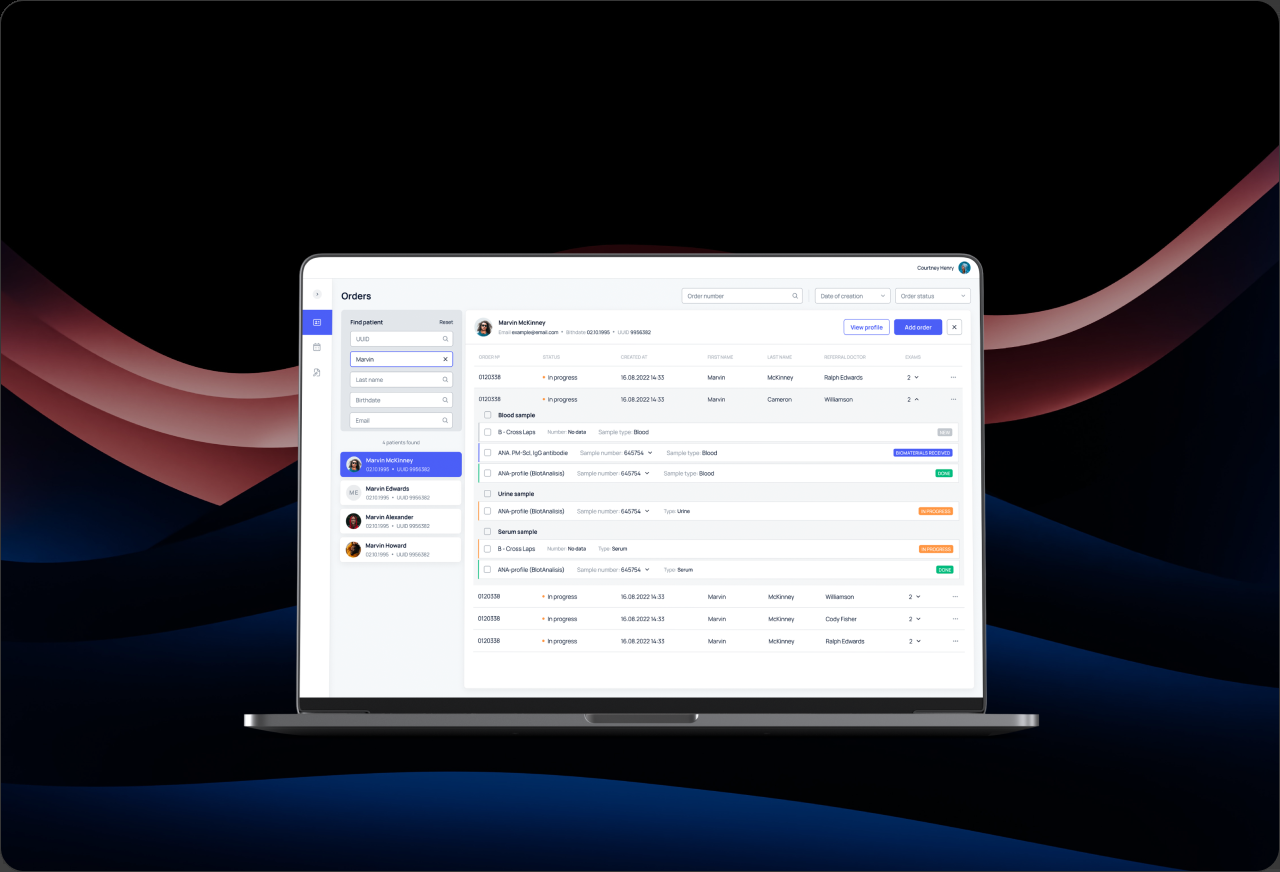 Courtney Henry
Orders
Order number
Date of creation
Order status
Find patient
Reset
UUID
Marvin
Last name
Birthdate
Email
4 patients found
Marvin McKinney
02.10.1995 • UUID 9956382
ME
Marvin Edwards
02.10.1995 • UUID 9956382
Marvin Alexander
02.10.1995 • UUID 9956382
Marvin Howard
02.10.1995 • UUID 9956382
Marvin McKinney
Email example@email.com • Birthdate 02.10.1995 • UUID 9956382
View profile
Add order
ORDER № STATUS CREATED AT FIRST NAME LAST NAME REFERRAL DOCTOR EXAMS
0120338 In progress 16.08.2022 14:33 Marvin McKinney Ralph Edwards 2 ...
0120338 In progress 16.08.2022 14:33 Marvin Cameron Williamson 2 ...
Blood sample
B - Cross Laps Number: No data Sample type: Blood NEW
ANA PM-Scl, IgG antibodie Sample number: 645754 Sample type: Blood BIOMATERIALS RECEIVED
ANA-profile (BlotAnalisis) Sample number: 645754 Sample type: Blood DONE
Urine sample
ANA-profile (BlotAnalisis) Sample number: 645754 Type: Urine IN PROGRESS
Serum sample
B - Cross Laps Number: No data Type: Serum IN PROGRESS
ANA-profile (BlotAnalisis) Sample number: 645754 Type: Serum DONE
0120338 In progress 16.08.2022 14:33 Marvin McKinney Williamson 2 ...
0120338 In progress 16.08.2022 14:33 Marvin McKinney Cody Fisher 2 ...
0120338 In progress 16.08.2022 14:33 Marvin McKinney Ralph Edwards 2 ...